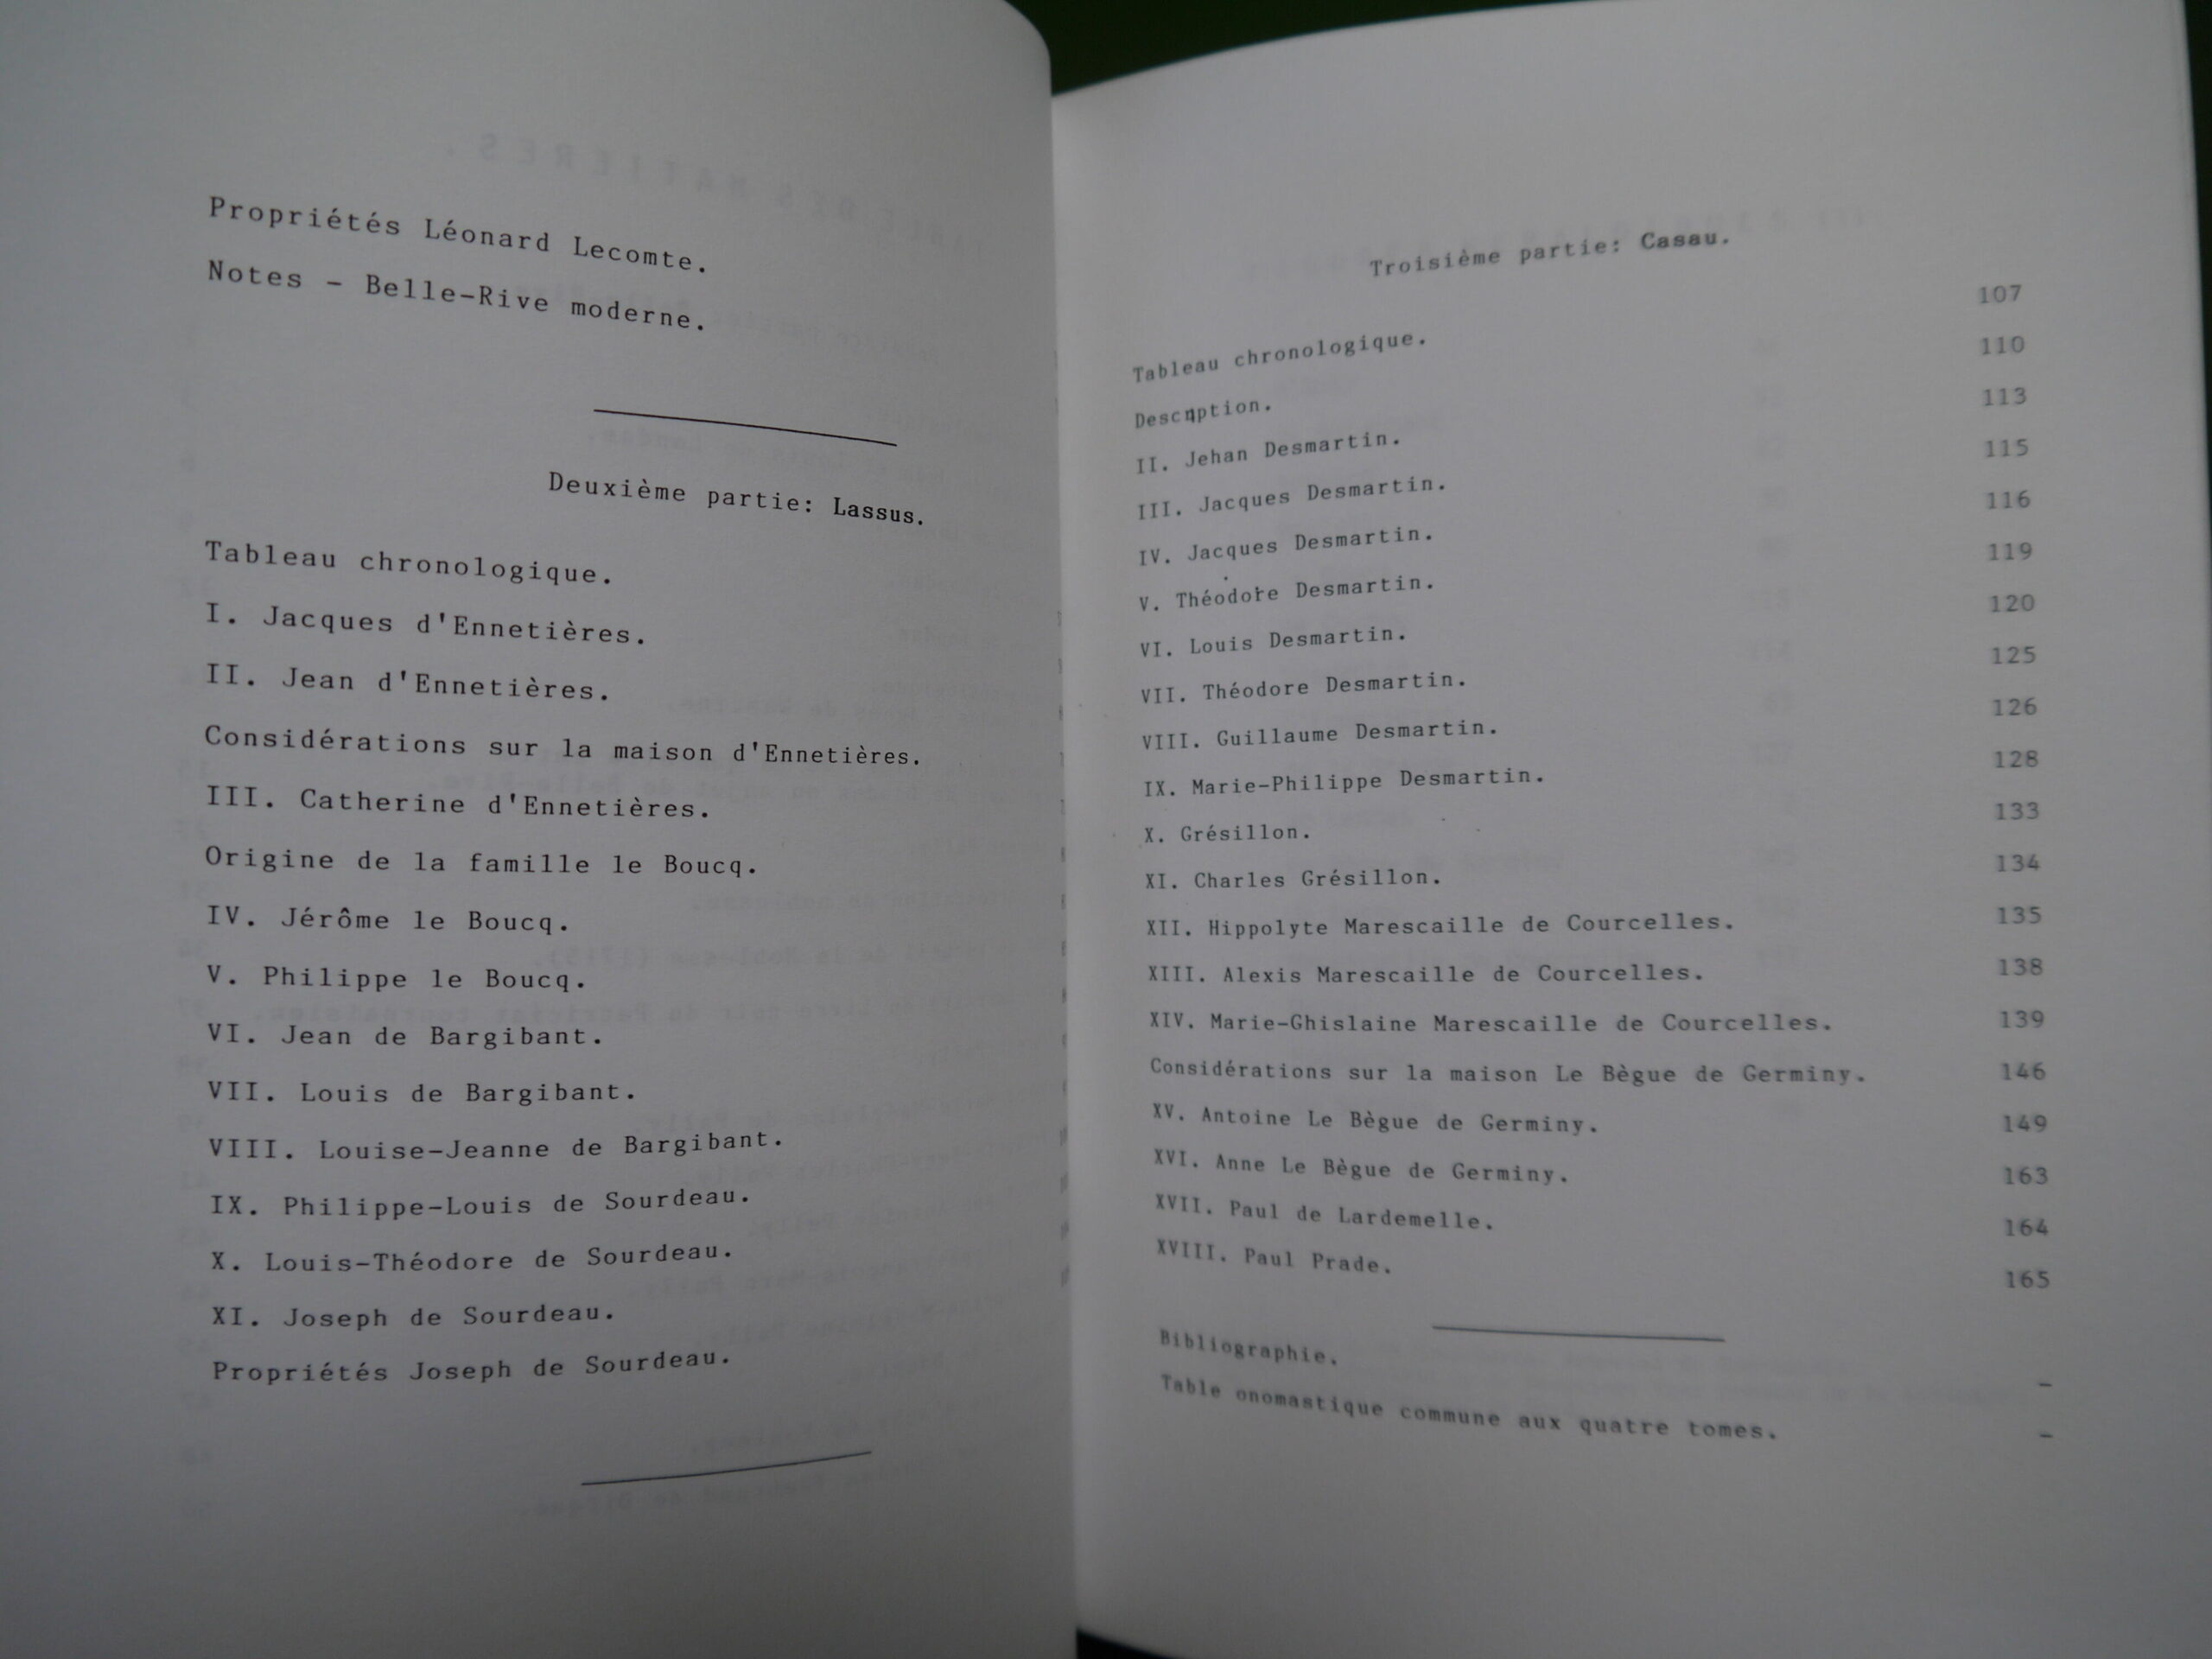 Propriétés Léonard Lecomte.
Notes - Belle-Rive moderne.
Deuxième partie: Lassus.
Tableau chronologique.
I. Jacques d'Ennetières.
II. Jean d'Ennetières.
Considérations sur la maison d'Ennetières.
III. Catherine d'Ennetières.
Origine de la famille le Boucq.
IV. Jérôme le Boucq.
V. Philippe le Boucq.
VI. Jean de Bargibant.
VII. Louis de Bargibant.
VIII. Louise-Jeanne de Bargibant.
IX. Philippe-Louis de Sourdeau.
X. Louis-Théodore de Sourdeau.
XI. Joseph de Sourdeau.
Propriétés Joseph de Sourdeau.
Troisième partie: Casau.
Tableau chronologique. 107
Description. 110
II. Jehan Desmartin. 113
III. Jacques Desmartin. 115
IV. Jacques Desmartin. 116
V. Théodore Desmartin. 119
VI. Louis Desmartin. 120
VII. Théodore Desmartin. 125
VIII. Guillaume Desmartin. 126
IX. Marie-Philippe Desmartin. 128
X. Grésillon. 133
XI. Charles Grésillon. 134
XII. Hippolyte Marescaille de Courcelles. 135
XIII. Alexis Marescaille de Courcelles. 138
XIV. Marie-Ghislaine Marescaille de Courcelles. 139
Considérations sur la maison Le Bègue de Germiny. 146
XV. Antoine Le Bègue de Germiny. 149
XVI. Anne Le Bègue de Germiny. 163
XVII. Paul de Lardemelle. 164
XVIII. Paul Prade. 165
Bibliographie. -
Table onomastique commune aux quatre tomes. -